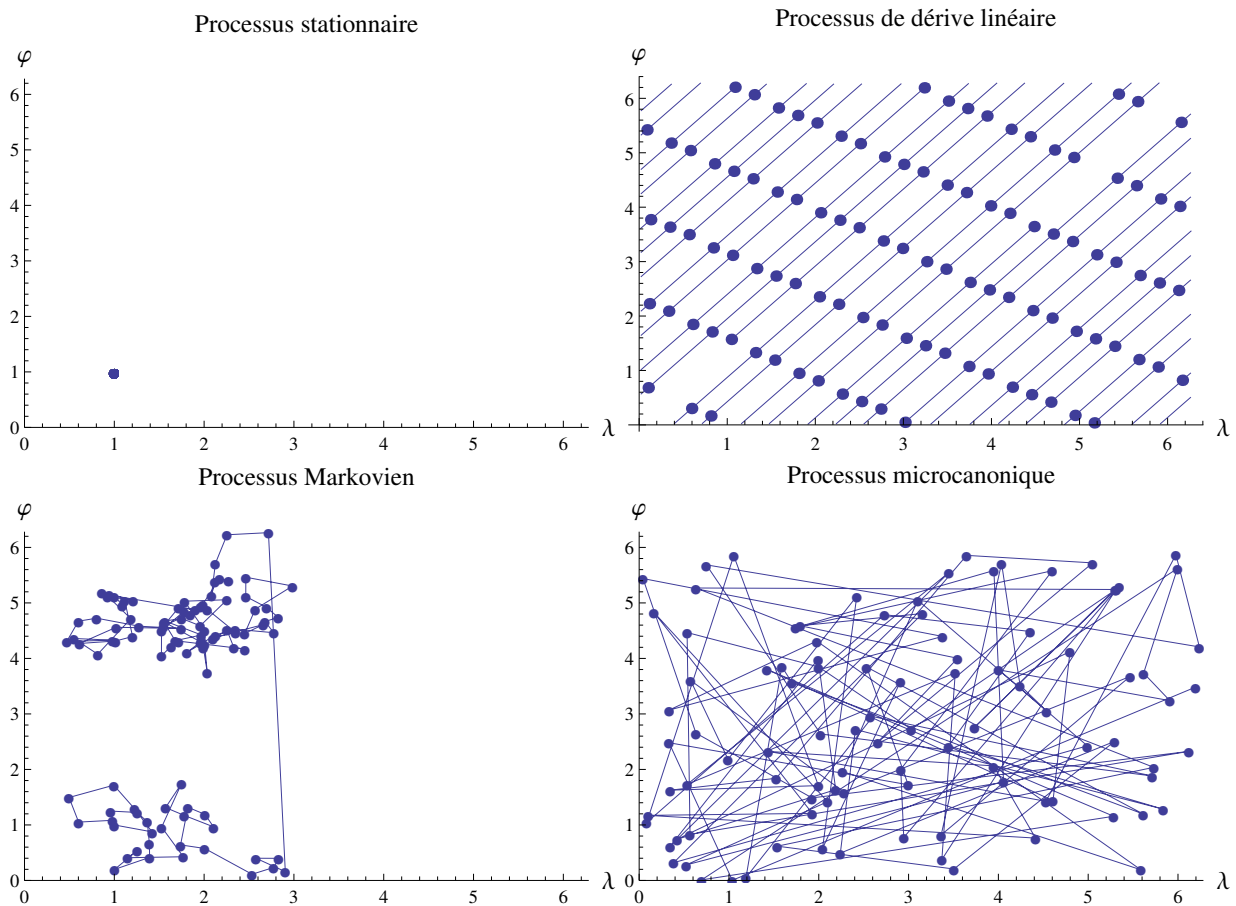 Processus stationnaire
φ
6
5
4
3
2
1
0
0 1 2 3 4 5 6 λ
Processus de dérive linéaire
φ
6
5
4
3
2
1
0
1 2 3 4 5 6 λ
Processus Markovien
φ
6
5
4
3
2
1
0
0 1 2 3 4 5 6 λ
Processus microcanonique
φ
6
5
4
3
2
1
0
0 1 2 3 4 5 6 λ